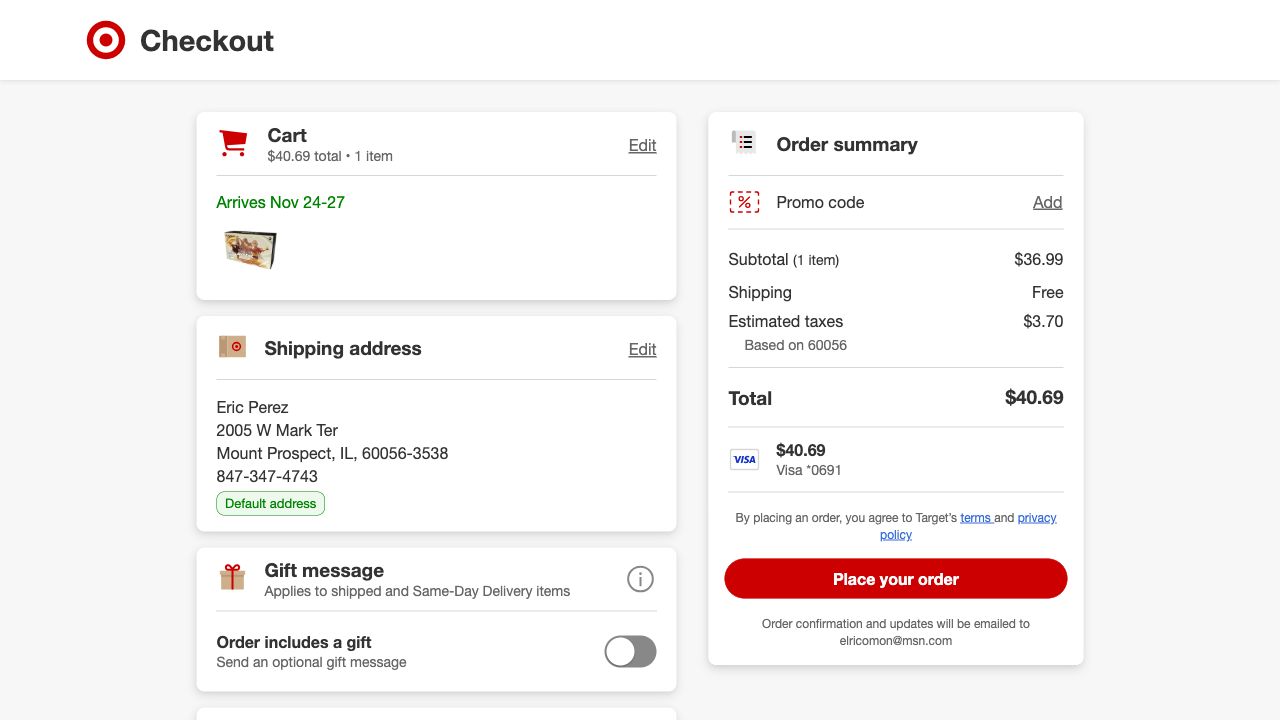 Checkout
Cart
$40.69 total • 1 item
Edit
Arrives Nov 24-27
Shipping address
Edit
Eric Perez
2005 W Mark Ter
Mount Prospect, IL, 60056-3538
847-347-4743
Default address
Gift message
Applies to shipped and Same-Day Delivery items
Order includes a gift
Send an optional gift message
Order summary
Promo code
Add
Subtotal (1 item) $36.99
Shipping Free
Estimated taxes $3.70
Based on 60056
Total $40.69
VISA
$40.69
Visa *0691
By placing an order, you agree to Target's terms and privacy
policy
Place your order
Order confirmation and updates will be emailed to
elricomon@msn.com